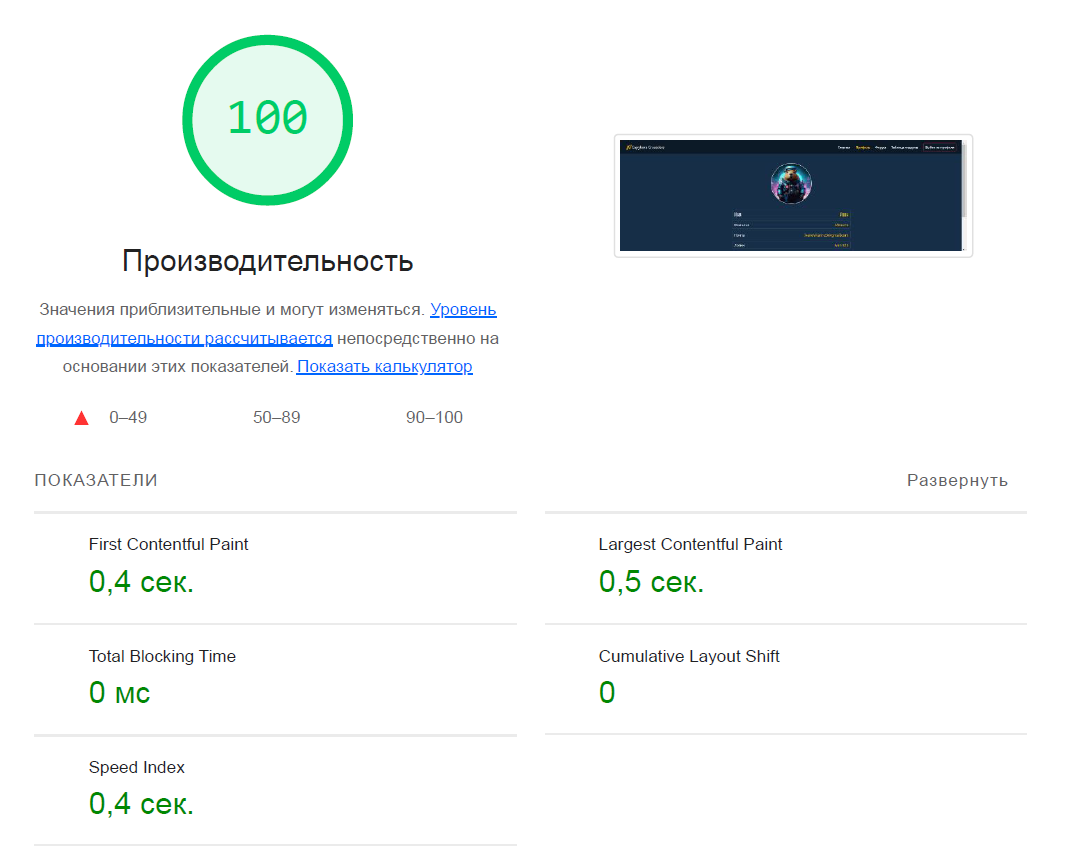 100
Производительность
Значения приблизительные и могут изменяться. Уровень
производительности рассчитывается непосредственно на
основании этих показателей. Показать калькулятор
0–49 50–89 90–100
ПОКАЗАТЕЛИ
Развернуть
First Contentful Paint
0,4 сек.
Largest Contentful Paint
0,5 сек.
Total Blocking Time
0 мс
Cumulative Layout Shift
0
Speed Index
0,4 сек.